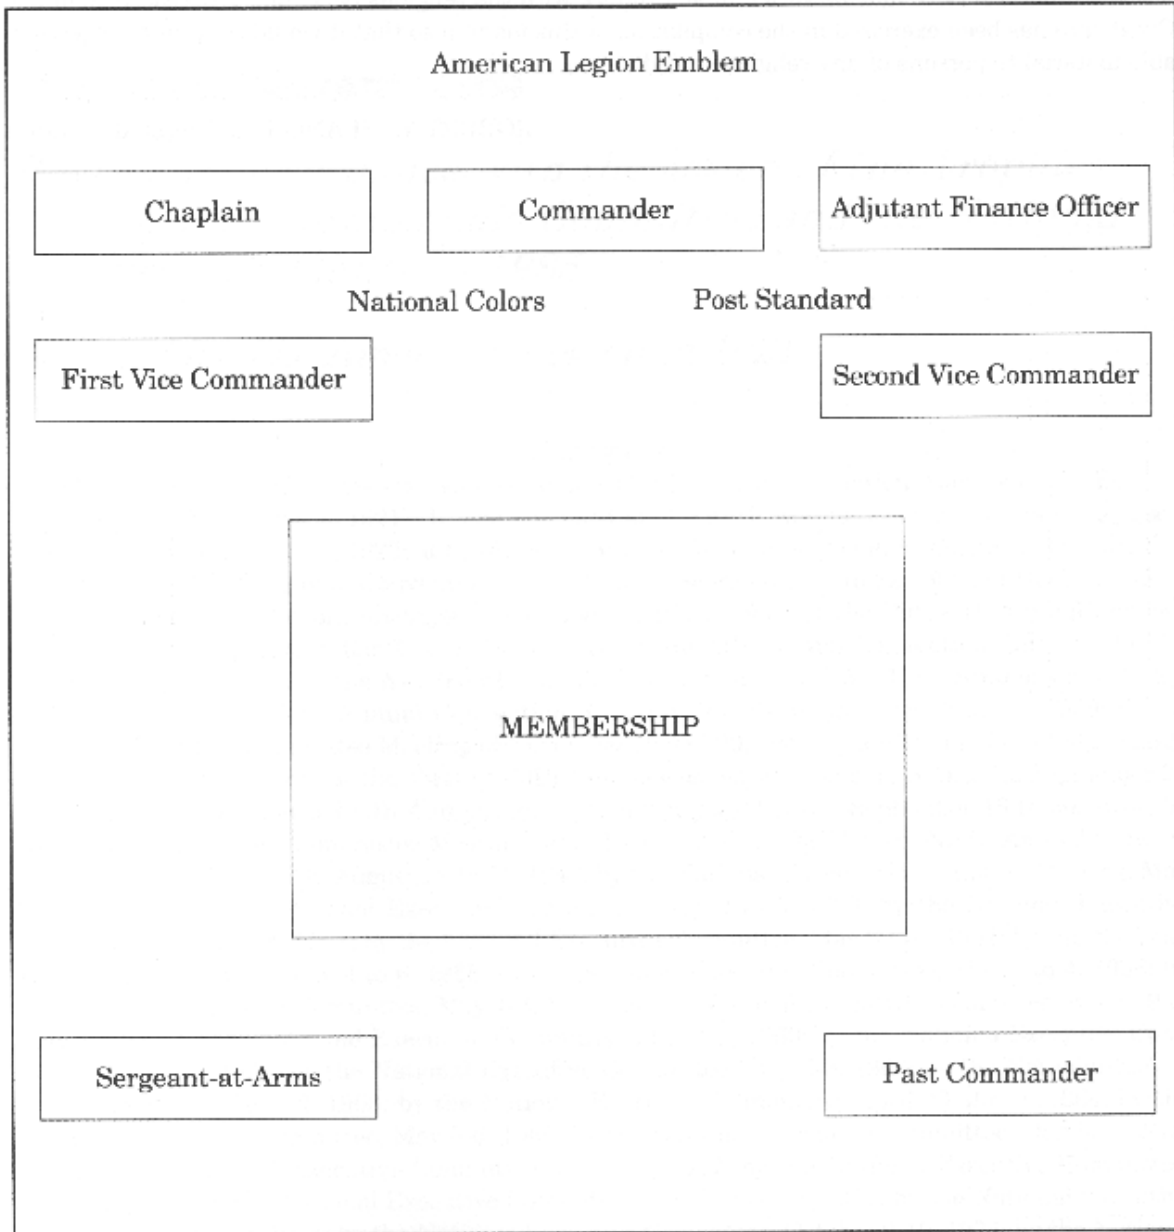 American Legion Emblem
Chaplain
Commander
Adjutant Finance Officer
National Colors
Post Standard
First Vice Commander
Second Vice Commander
MEMBERSHIP
Sergeant-at-Arms
Past Commander